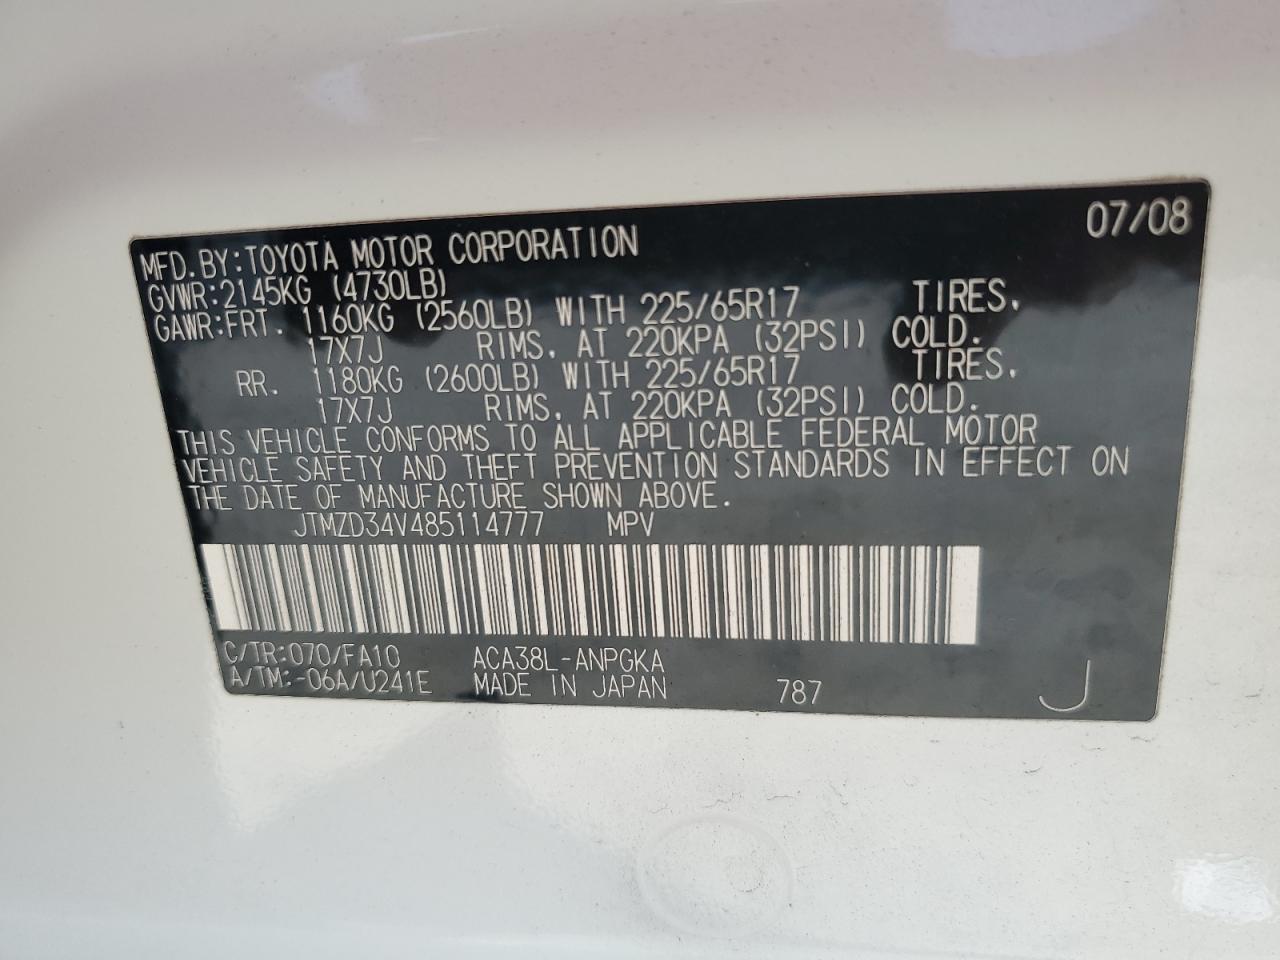 07/08
MFD.BY:TOYOTA MOTOR CORPORATION
GVWR:2145KG (4730LB)
GAWR:FRT. 1160KG (2560LB) WITH 225/65R17 TIRES,
17X7J RIMS, AT 220KPA (32PSI) COLD.
RR. 1180KG (2600LB) WITH 225/65R17 TIRES,
17X7J RIMS, AT 220KPA (32PSI) COLD.
THIS VEHICLE CONFORMS TO ALL APPLICABLE FEDERAL MOTOR
VEHICLE SAFETY AND THEFT PREVENTION STANDARDS IN EFFECT ON
THE DATE OF MANUFACTURE SHOWN ABOVE.
JTMZD34V485114777 MPV
C/TR:070/FA10 ACA38L-ANPGKA
A/TM:-06A/U241E MADE IN JAPAN 787 J